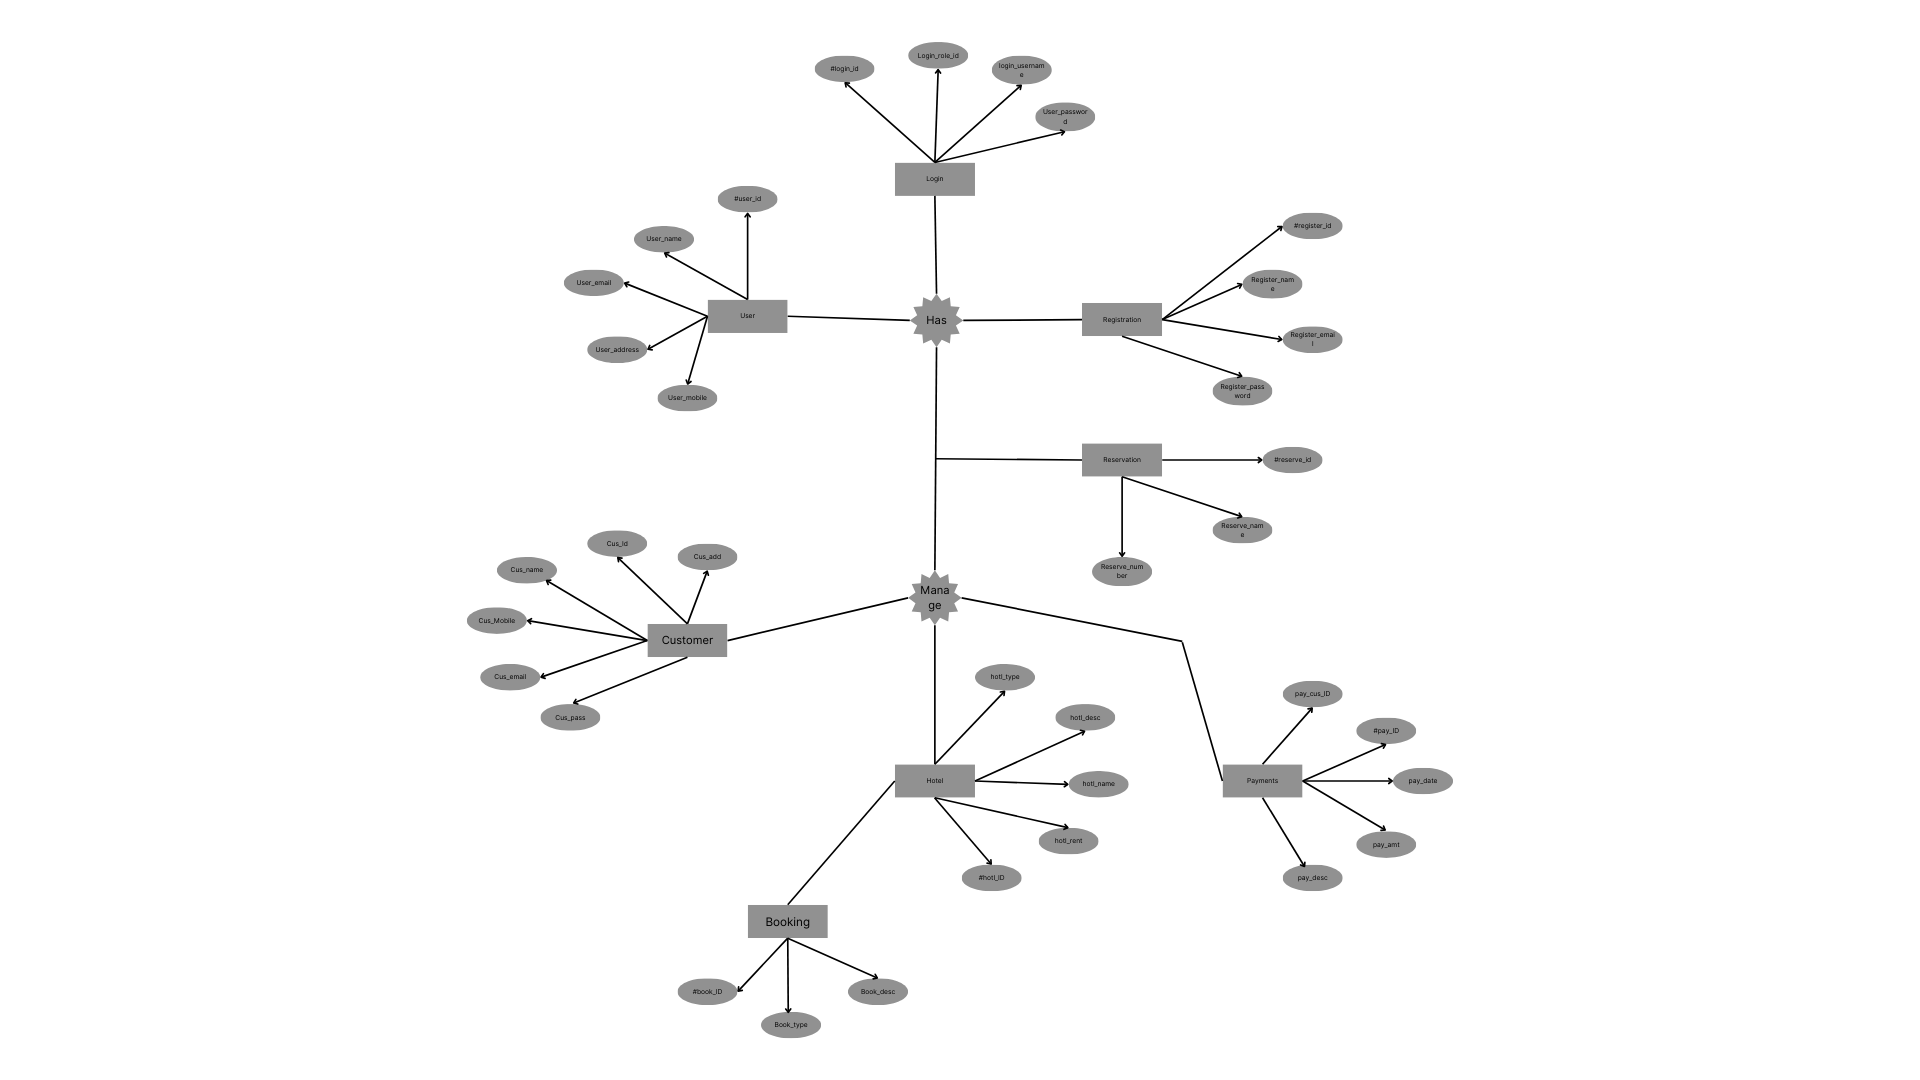 Login_role_id
#login_id
login_usernam
e
User_passwor
d
Login
#user_id
User_name
User_email
User
User_address
User_mobile
Has
#register_id
Register_nam
e
Registration
Register_emai
l
Register_pass
word
Reservation
#reserve_id
Reserve_nam
e
Reserve_num
ber
Mana
ge
Cus_Id
Cus_add
Cus_name
Cus_Mobile
Customer
Cus_email
Cus_pass
hotl_type
hotl_desc
Hotel
hotl_name
hotl_rent
#hotl_ID
pay_cus_ID
#pay_ID
Payments
pay_date
pay_amt
pay_desc
Booking
#book_ID
Book_desc
Book_type